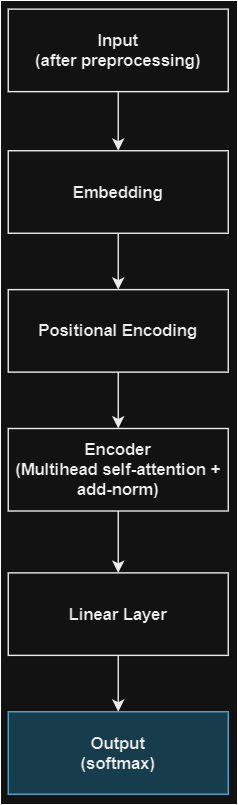 Input
(after preprocessing)
Embedding
Positional Encoding
Encoder
(Multihead self-attention +
add-norm)
Linear Layer
Output
(softmax)